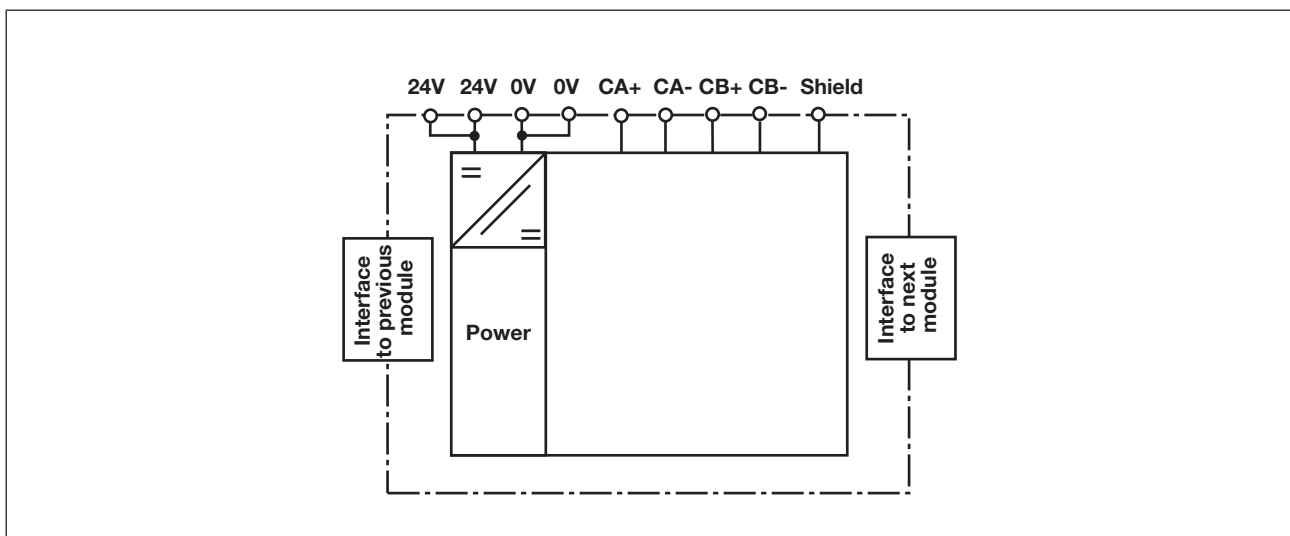 24V 24V 0V 0V CA+ CA- CB+ CB- Shield
Interface
to previous
module
Power
Interface
to next
module